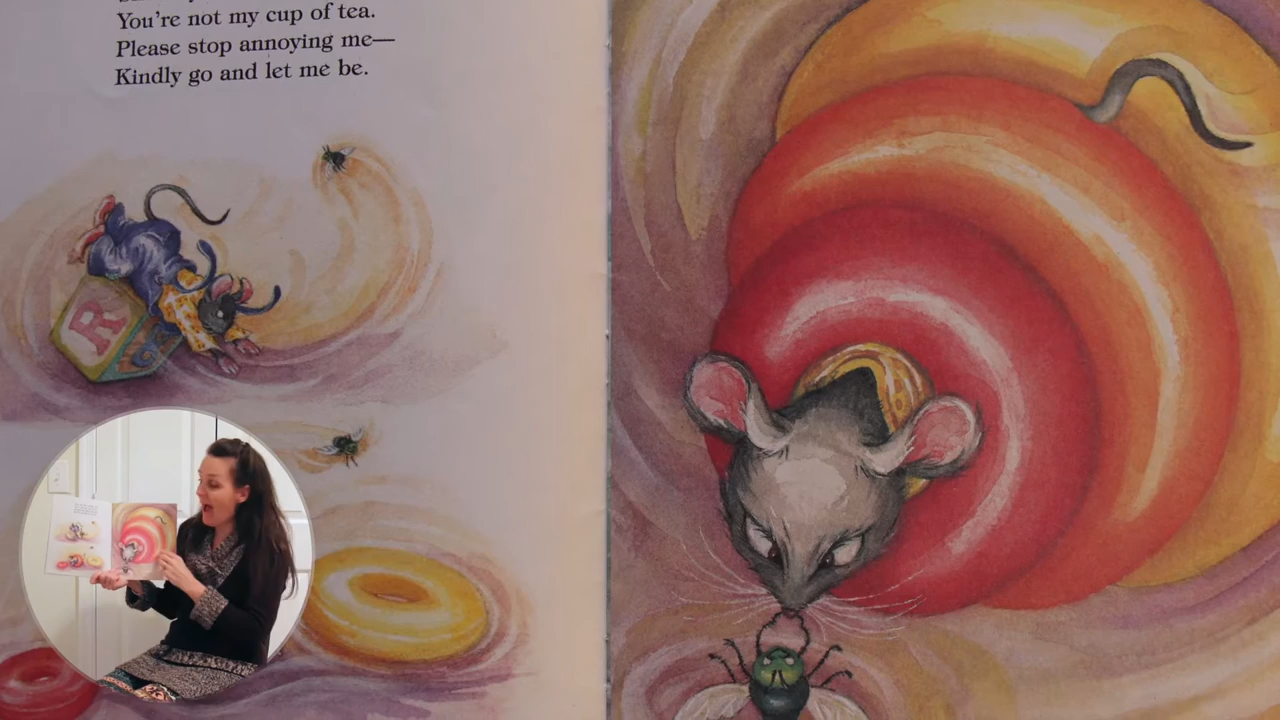 You're not my cup of tea.
Please stop annoying me—
Kindly go and let me be.
R